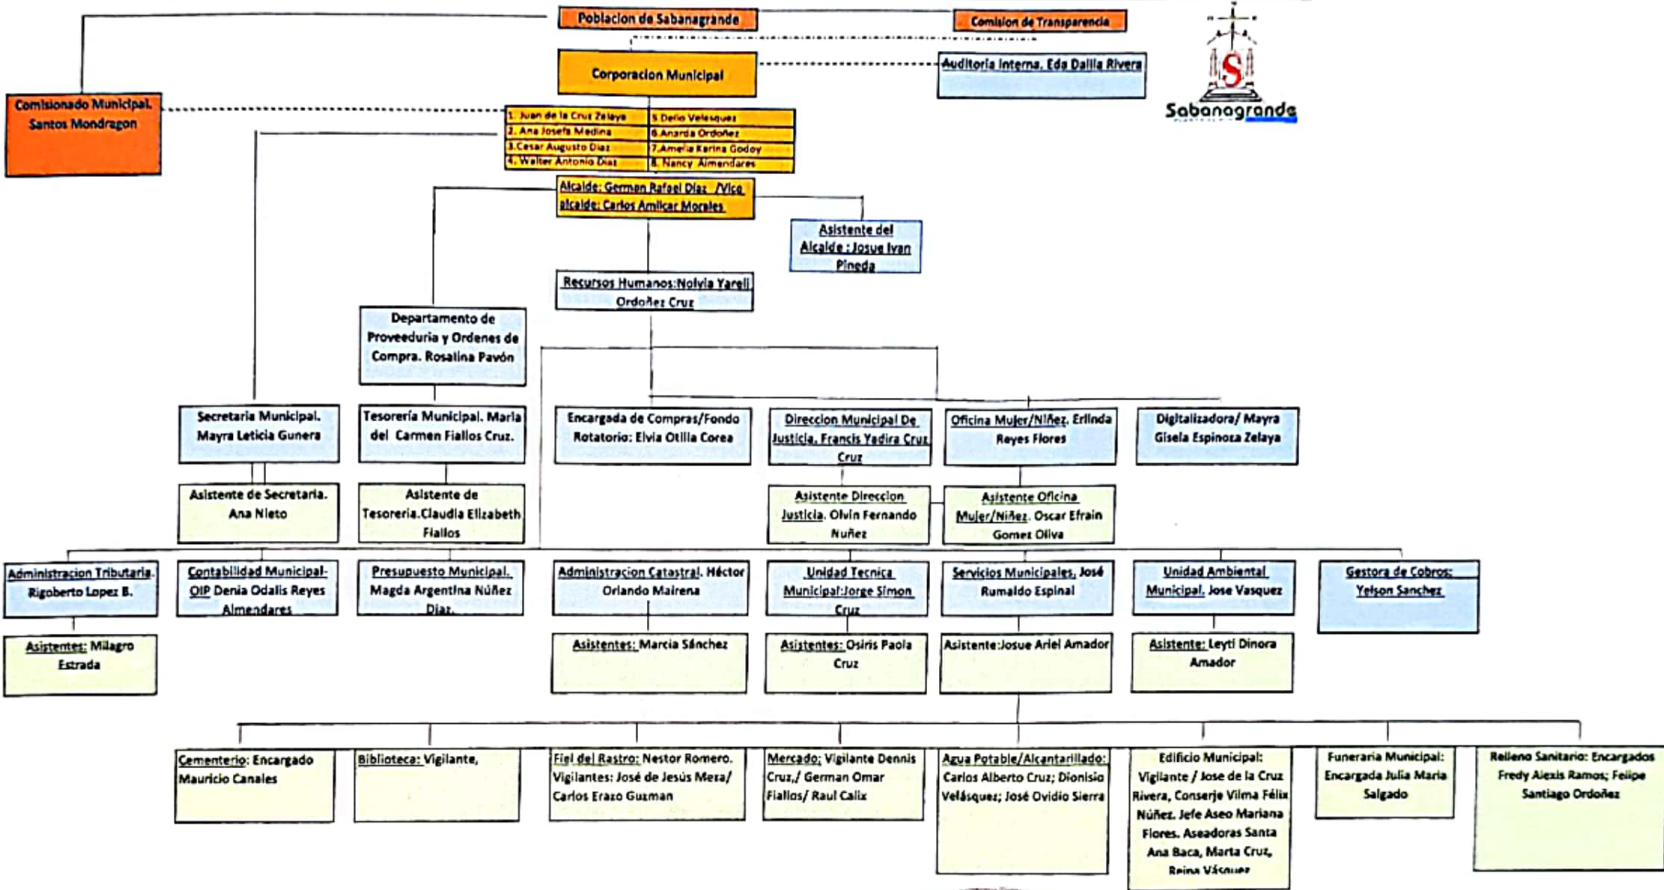 Poblacion de Sabanagrande
Comision de Transparencia
Corporacion Municipal
Auditoria Interna. Eda Dalila Rivera
S
Sabanagrande
Comisionado Municipal.
Santos Mondragon
1. Juan de la Cruz Zelaya
5 Delio Velasquez
2. Ana Josefa Medina
6 Anarda Ordoñez
3.Cesar Augusto Diaz
7.Amelia Karina Godoy
4. Walter Antonio Diaz
8. Nancy Almendares
Alcalde: German Rafael Diaz /Vice
alcalde: Carlos Amilcar Morales
Asistente del
Alcalde : Josue Ivan
Pineda
Recursos Humanos:Nolvia Yareli
Ordoñez Cruz
Departamento de
Proveeduria y Ordenes de
Compra. Rosalina Pavón
Secretaria Municipal.
Mayra Leticia Gunera
Tesorería Municipal. Maria
del Carmen Fiallos Cruz.
Encargada de Compras/Fondo
Rotatorio: Elvia Otilia Corea
Direccion Municipal De
Justicia. Francis Yadira Cruz
Cruz
Oficina Mujer/Niñez. Erlinda
Reyes Flores
Digitalizadora/ Mayra
Gisela Espinoza Zelaya
Asistente de Secretaria.
Ana Nieto
Asistente de
Tesoreria.Claudia Elizabeth
Fiallos
Asistente Direccion
Justicia. Olvin Fernando
Nuñez
Asistente Oficina
Mujer/Niñez. Oscar Efrain
Gomez Oliva
Administracion Tributaria.
Rigoberto Lopez B.
Contabilidad Municipal-
OIP Denia Odalis Reyes
Almendares
Presupuesto Municipal.
Magda Argentina Núñez
Diaz.
Administracion Catastral. Héctor
Orlando Mairena
Unidad Tecnica
Municipal:Jorge Simon
Cruz
Servicios Municipales, José
Rumaldo Espinal
Unidad Ambiental
Municipal. Jose Vasquez
Gestora de Cobros:
Yeison Sanchez
Asistentes: Milagro
Estrada
Asistentes: Marcia Sánchez
Asistentes: Osiris Paola
Cruz
Asistente:Josue Ariel Amador
Asistente: Leyti Dinora
Amador
Cementerio: Encargado
Mauricio Canales
Biblioteca: Vigilante,
Fiel del Rastro: Nestor Romero.
Vigilantes: José de Jesús Meza/
Carlos Erazo Guzman
Mercado; Vigilante Dennis
Cruz,/ German Omar
Fiallos/ Raul Calix
Agua Potable/Alcantarillado:
Carlos Alberto Cruz; Dionisio
Velásquez; José Ovidio Sierra
Edificio Municipal:
Vigilante / Jose de la Cruz
Rivera, Conserje Vilma Félix
Núñez. Jefe Aseo Mariana
Flores. Aseadoras Santa
Ana Baca, Marta Cruz,
Reina Vásquez
Funeraria Municipal:
Encargada Julia Maria
Salgado
Relleno Sanitario: Encargados
Fredy Alexis Ramos; Felipe
Santiago Ordoñez